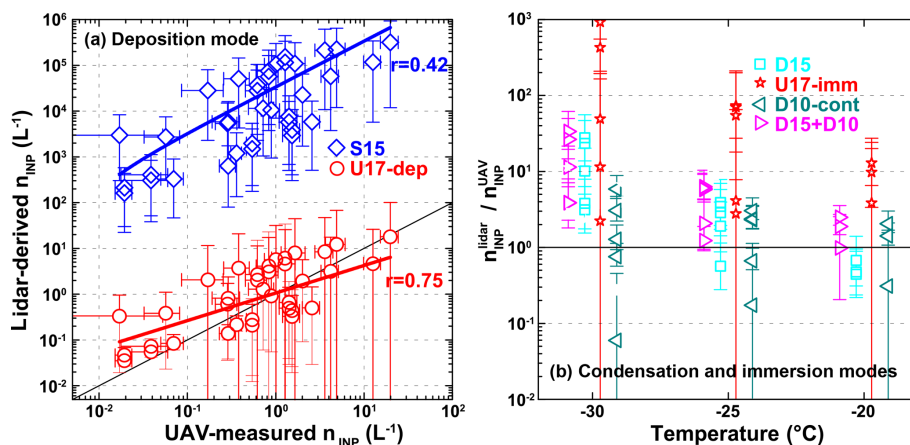 10^6
10^5
10^4
10^3
10^2
10^1
10^0
10^-1
10^-2
Lidar-derived n_INP (L^-1)
(a) Deposition mode
r=0.42
S15
U17-dep
r=0.75
10^-2 10^-1 10^0 10^1 10^2
UAV-measured n_INP (L^-1)
10^3
10^2
10^1
10^0
10^-1
10^-2
n_INP^lidar / n_INP^UAV
D15
U17-imm
D10-cont
D15+D10
(b) Condensation and immersion modes
-30 -25 -20
Temperature (°C)